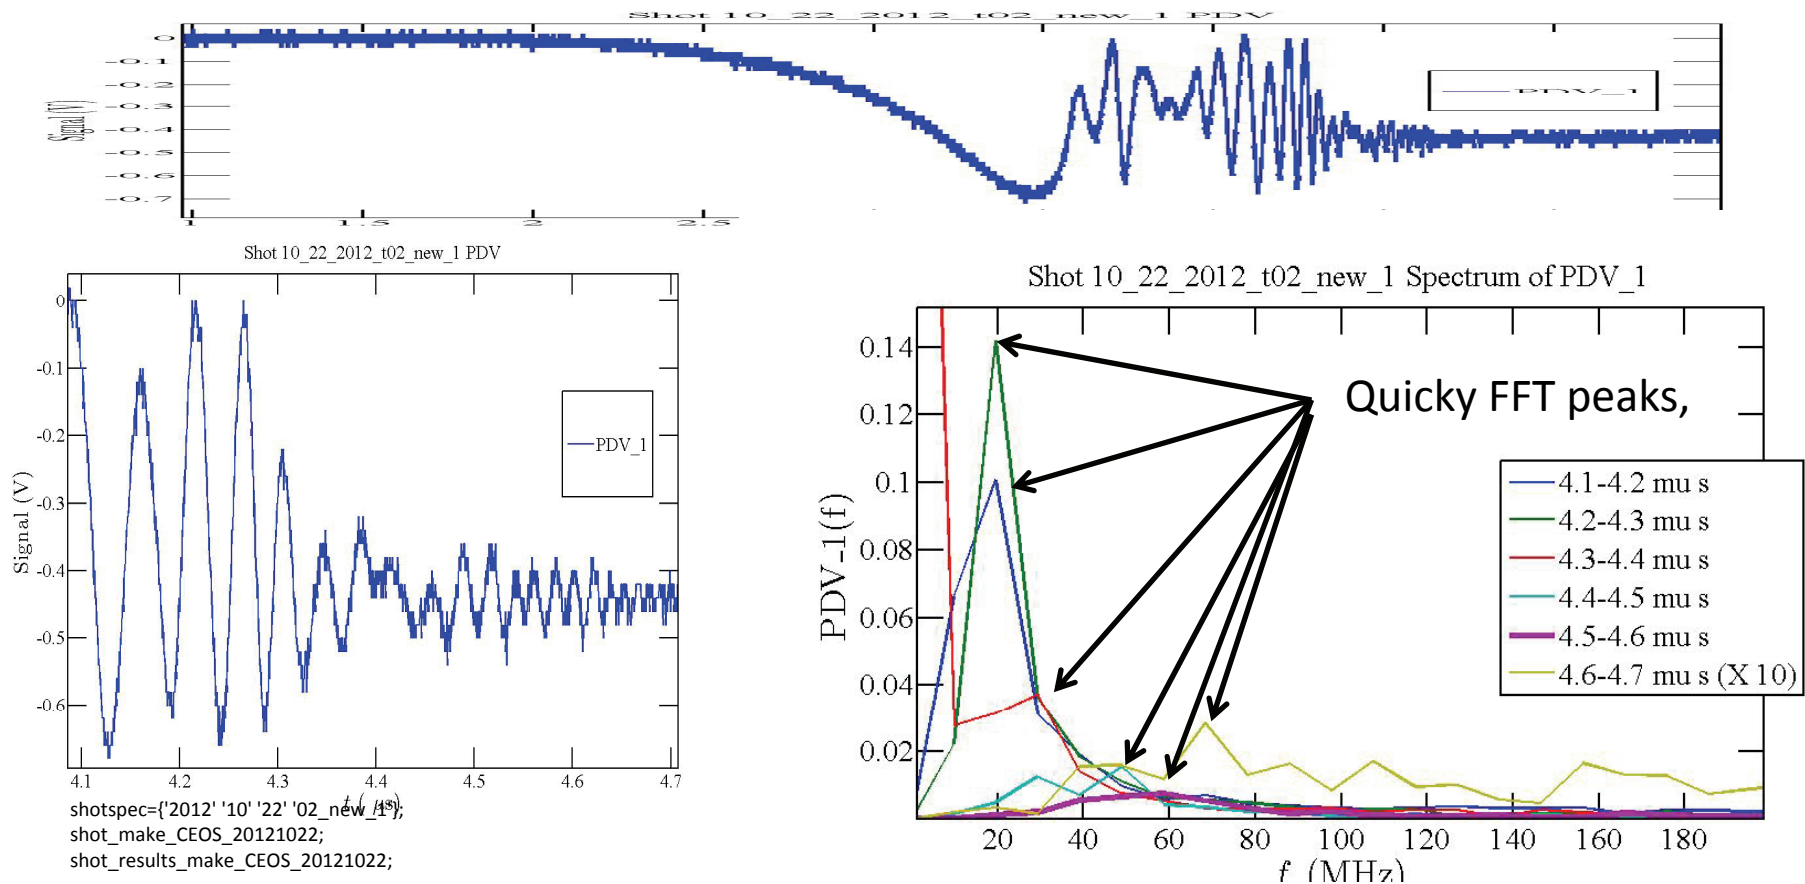 Shot 10_22_2012_t02_new_1 PDV
0
-0.1
-0.2
-0.3
-0.4
-0.5
-0.6
-0.7
Signal (V)
PDV_1
1
1.5
2
2.5
Shot 10_22_2012_t02_new_1 PDV
0
-0.1
-0.2
-0.3
-0.4
-0.5
-0.6
Signal (V)
PDV_1
4.1
4.2
4.3
4.4
4.5
4.6
4.7
t (μs)
shotspec={'2012' '10' '22' '02_new_1'};
shot_make_CEOS_20121022;
shot_results_make_CEOS_20121022;
Shot 10_22_2012_t02_new_1 Spectrum of PDV_1
0.14
0.12
0.1
0.08
0.06
0.04
0.02
PDV-1(f)
Quicky FFT peaks,
4.1-4.2 mu s
4.2-4.3 mu s
4.3-4.4 mu s
4.4-4.5 mu s
4.5-4.6 mu s
4.6-4.7 mu s (X 10)
20
40
60
80
100
120
140
160
180
f (MHz)